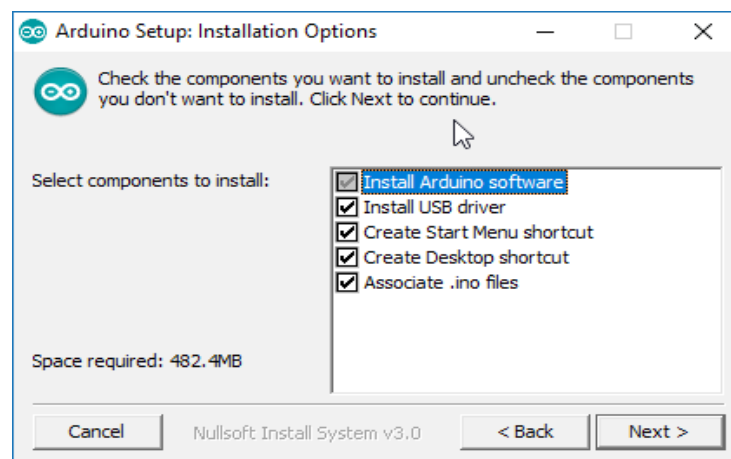 Arduino Setup: Installation Options
Check the components you want to install and uncheck the components
you don't want to install. Click Next to continue.
Select components to install:
Install Arduino software
Install USB driver
Create Start Menu shortcut
Create Desktop shortcut
Associate .ino files
Space required: 482.4MB
Cancel
Nullsoft Install System v3.0
< Back
Next >